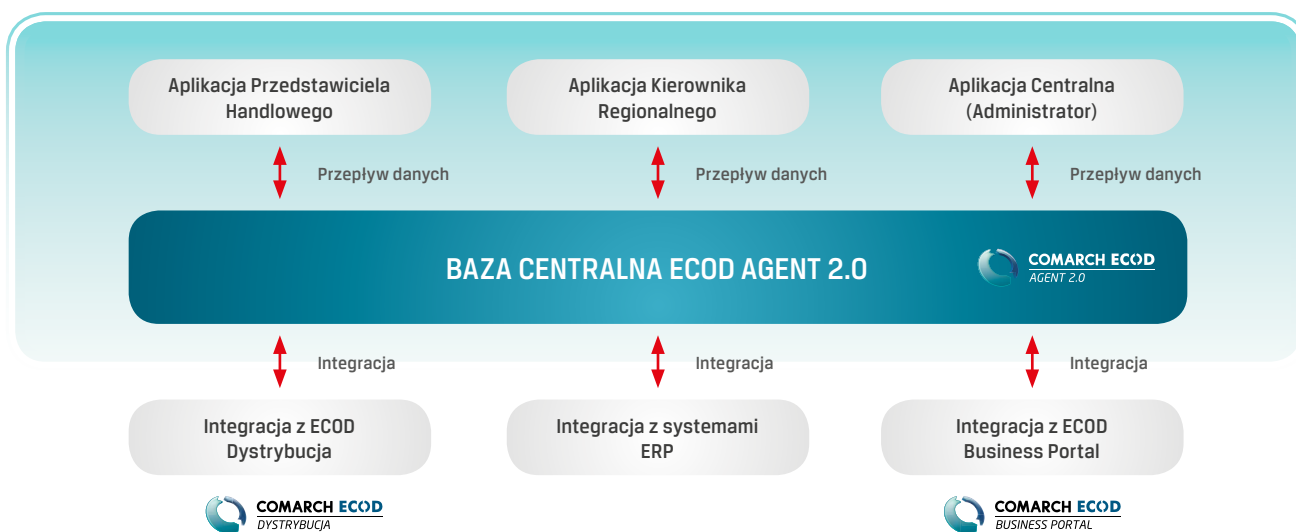 Aplikacja Przedstawiciela
Handlowego
Aplikacja Kierownika
Regionalnego
Aplikacja Centralna
(Administrator)
Przepływ danych
Przepływ danych
Przepływ danych
BAZA CENTRALNA ECOD AGENT 2.0
COMARCH ECOD
AGENT 2.0
Integracja
Integracja
Integracja
Integracja z ECOD
Dystrybucja
Integracja z systemami
ERP
Integracja z ECOD
Business Portal
COMARCH ECOD
DYSTRYBUCJA
COMARCH ECOD
BUSINESS PORTAL